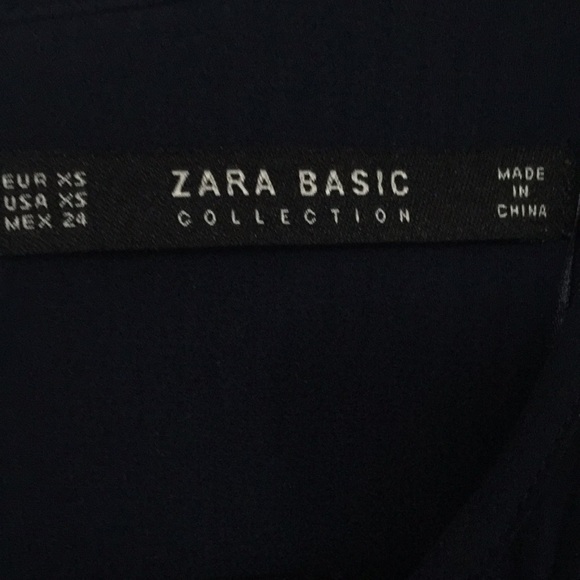 EUR XS
USA XS
MEX 24
ZARA BASIC
COLLECTION
MADE
IN
CHINA